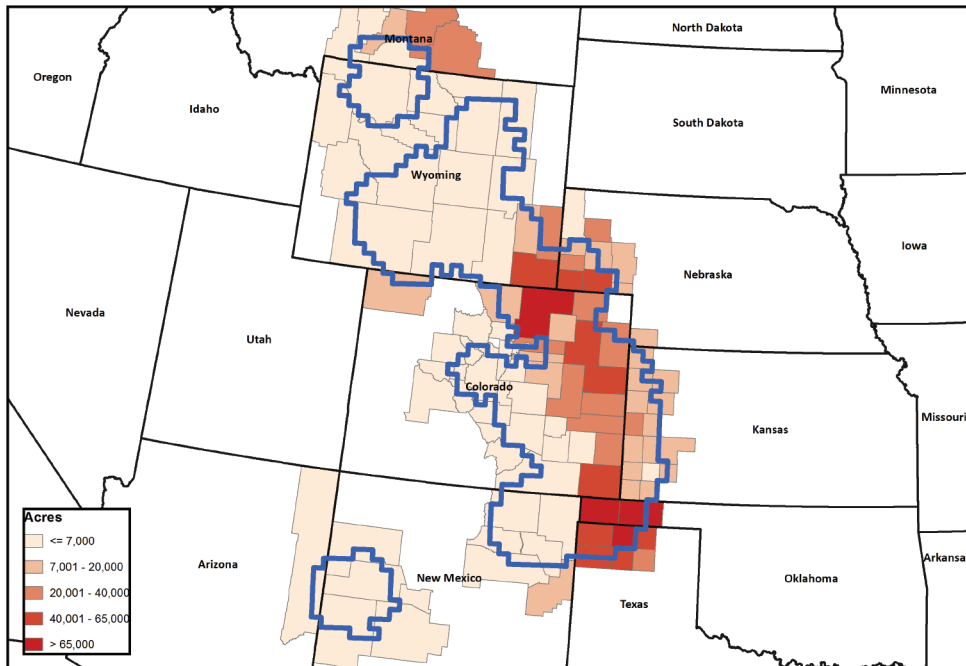 Montana
North Dakota
Oregon
Minnesota
Idaho
South Dakota
Wyoming
Iowa
Nebraska
Nevada
Utah
Colorado
Kansas
Missouri
Acres
<= 7,000
7,001 - 20,000
20,001 - 40,000
40,001 - 65,000
> 65,000
Arizona
New Mexico
Texas
Oklahoma
Arkansa